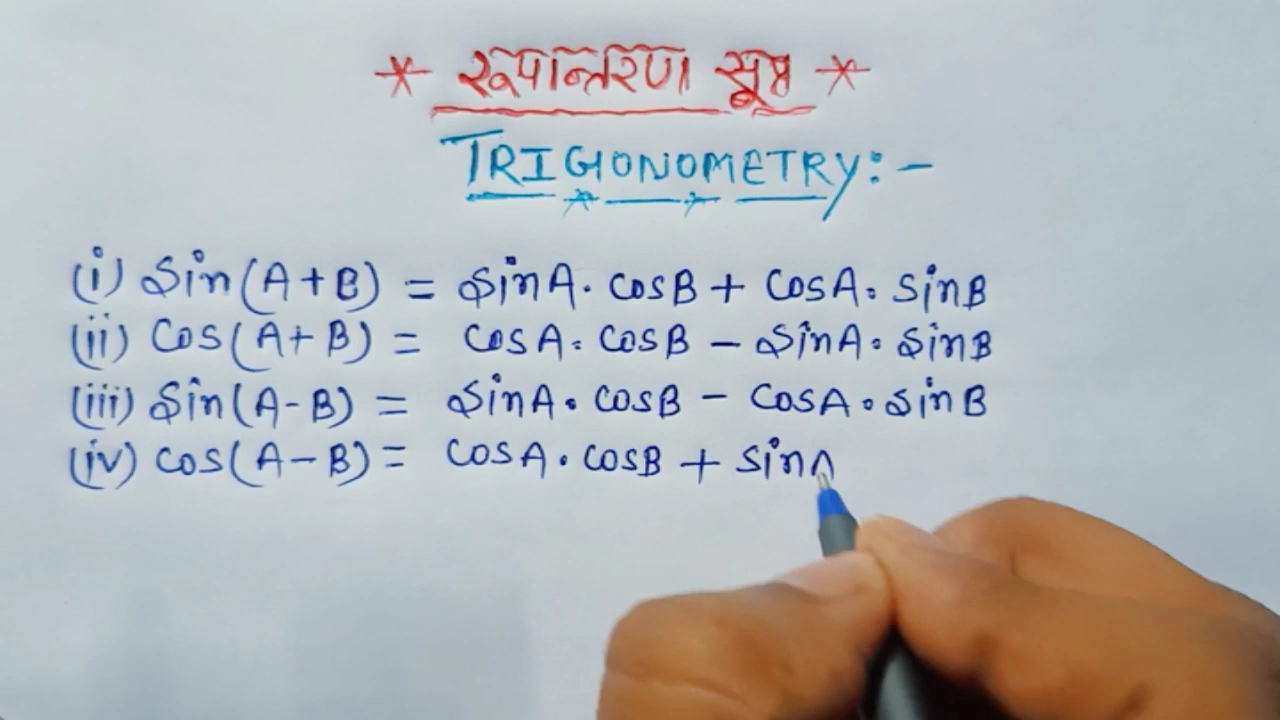 * रूपान्तरण सूत्र *
TRIGONOMETRY:-
(i) Sin(A+B) = SinA. cosB + cosA. sinB
(ii) Cos(A+B) = cosA. cosB - SinA. SinB
(iii) Sin(A-B) = SinA. cosB - cosA. SinB
(iv) cos(A-B) = cosA. cosB + sinA